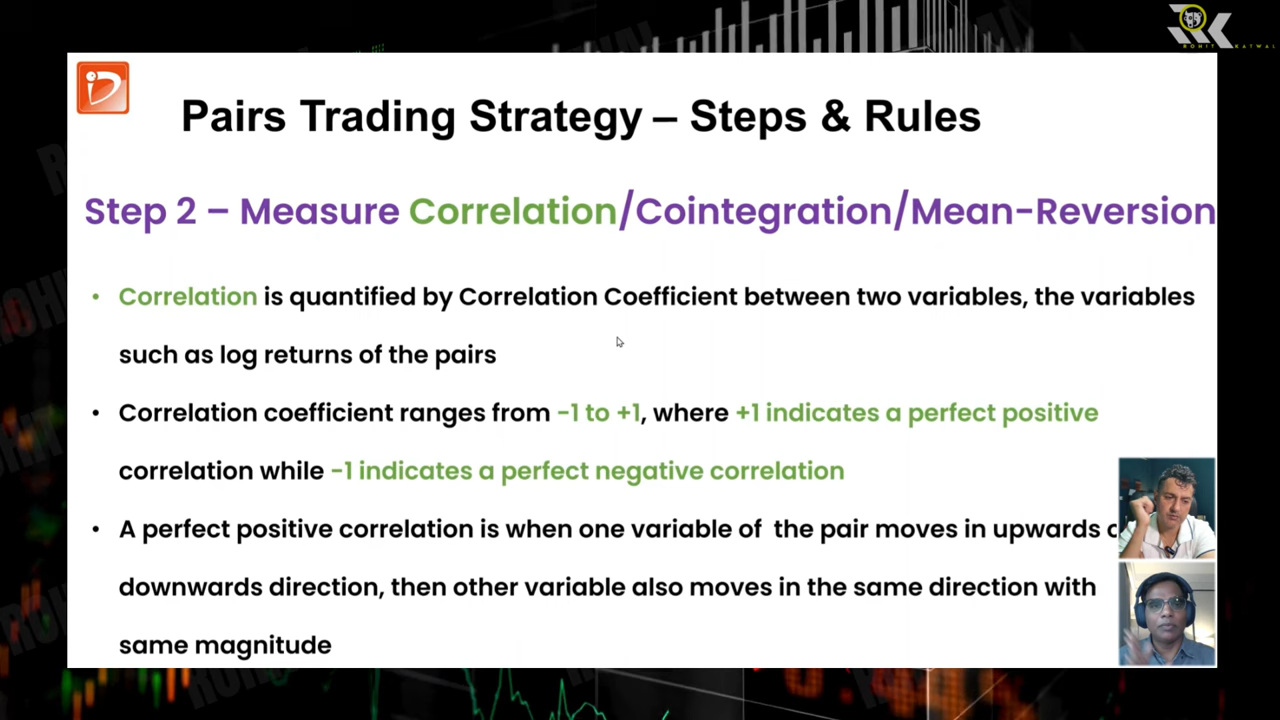 ROHIT KATWAL
Pairs Trading Strategy – Steps & Rules
Step 2 – Measure Correlation/Cointegration/Mean-Reversion
• Correlation is quantified by Correlation Coefficient between two variables, the variables
such as log returns of the pairs
• Correlation coefficient ranges from -1 to +1, where +1 indicates a perfect positive
correlation while -1 indicates a perfect negative correlation
• A perfect positive correlation is when one variable of the pair moves in upwards
downwards direction, then other variable also moves in the same direction with
same magnitude